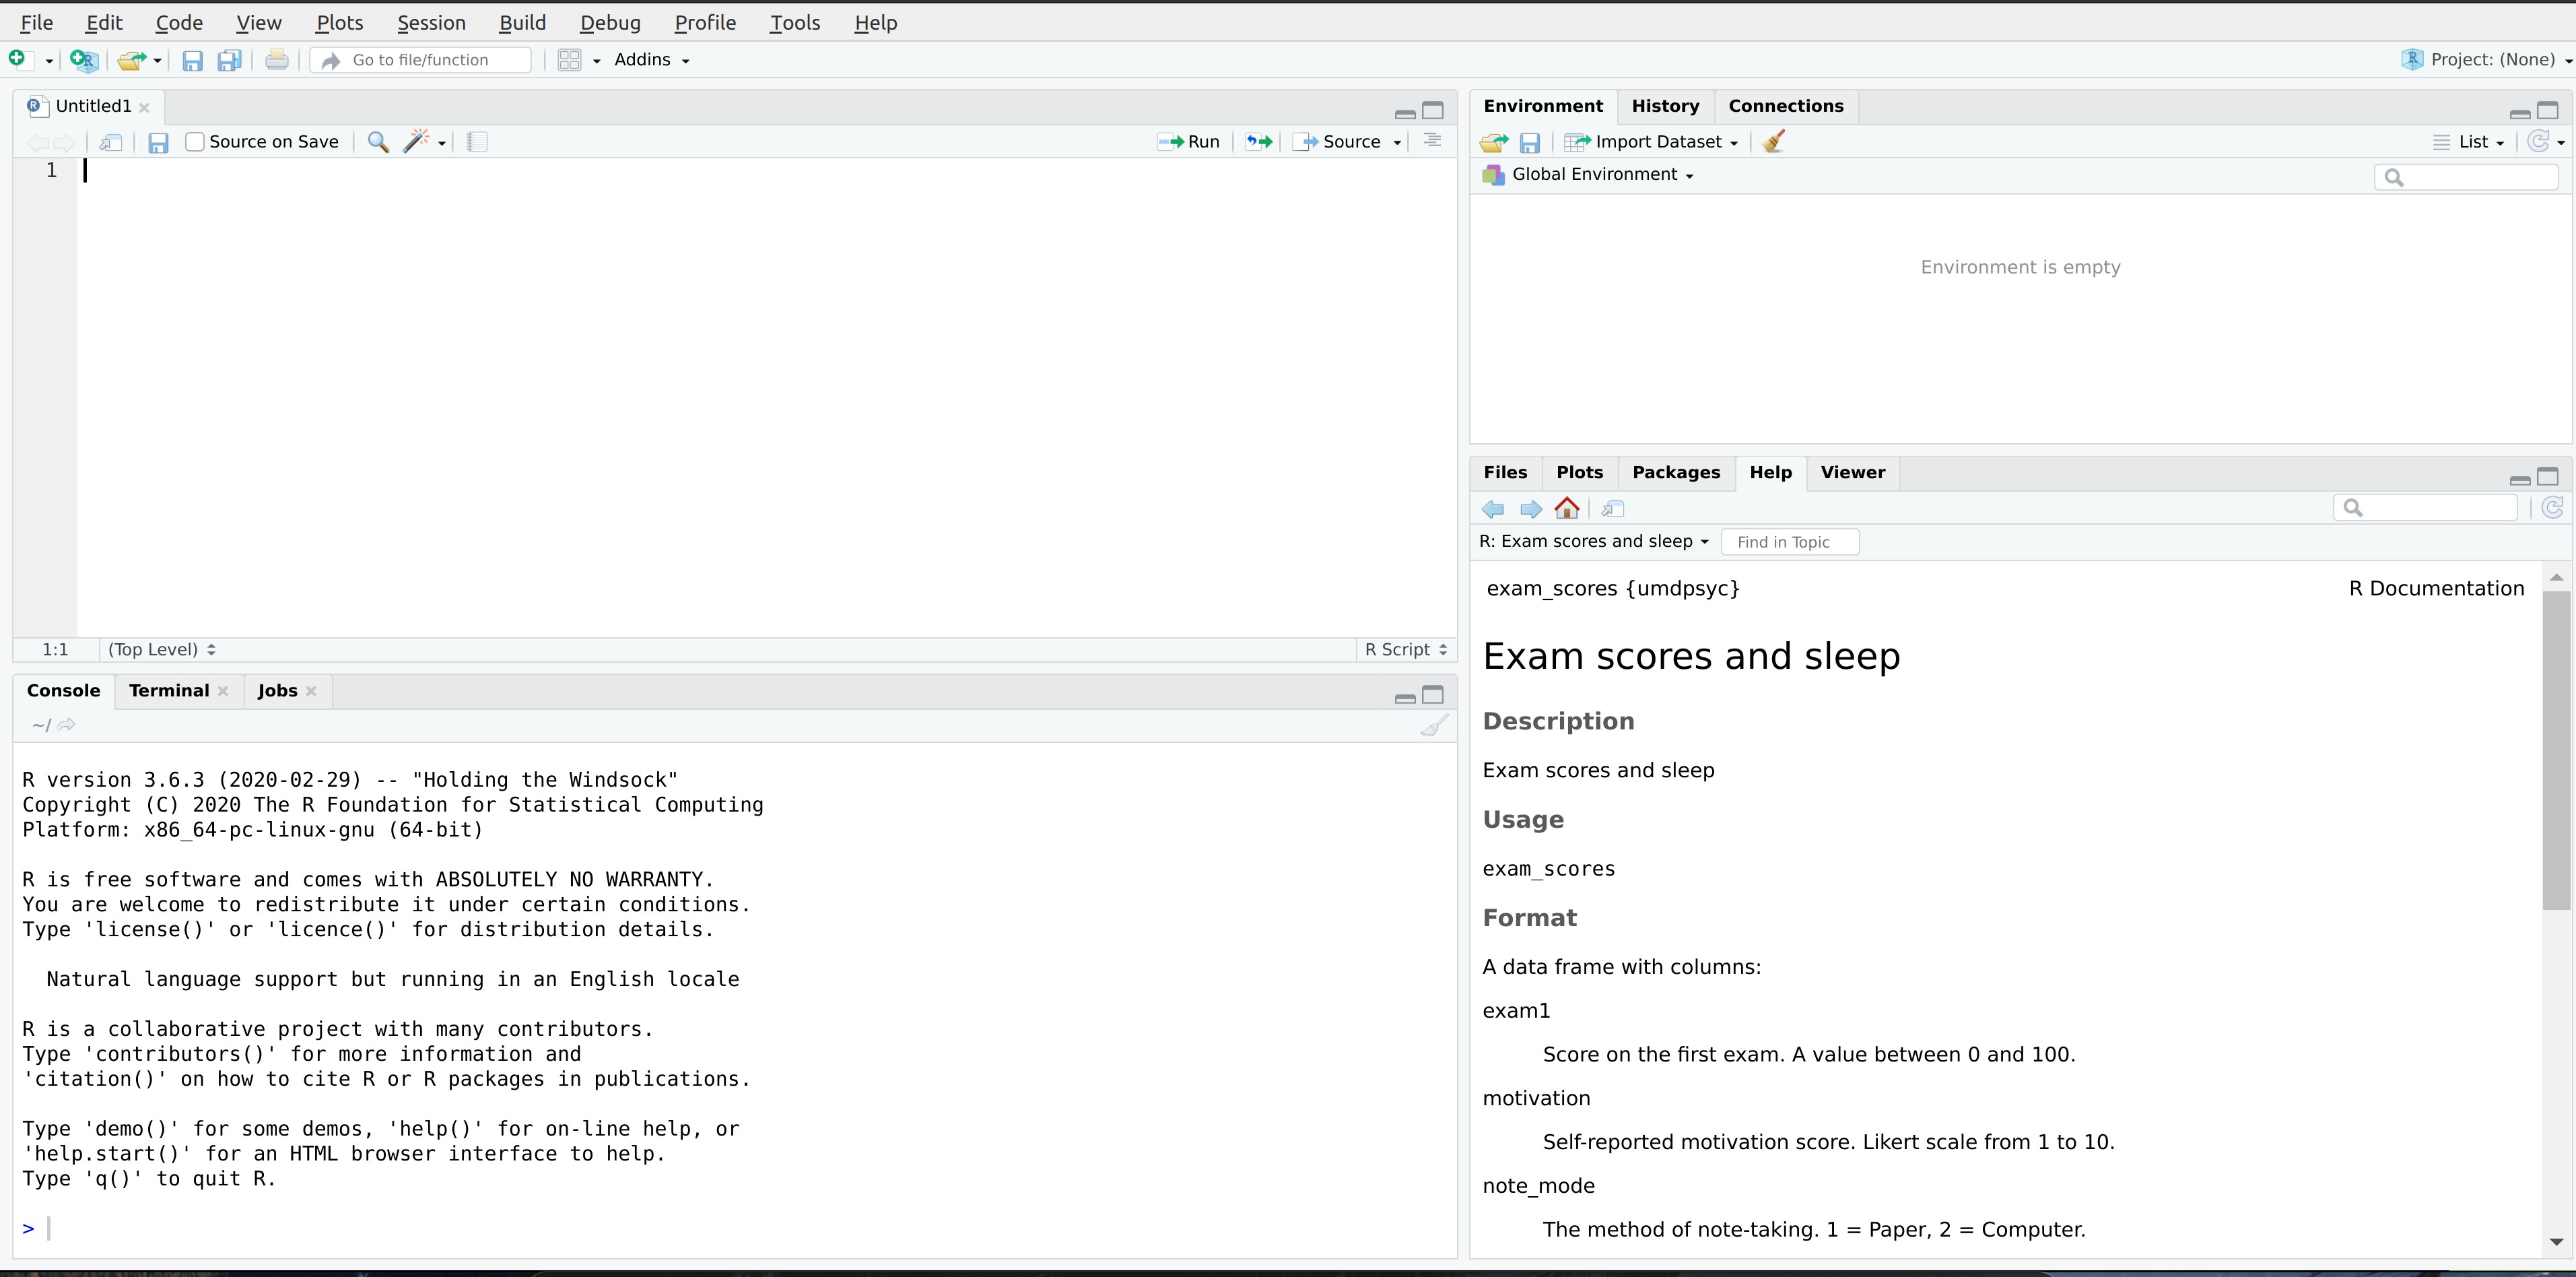 File Edit Code View Plots Session Build Debug Profile Tools Help
Go to file/function Addins Project: (None)
Untitled1
Source on Save Run Source
1
1:1 (Top Level) R Script
Console Terminal Jobs
~/
R version 3.6.3 (2020-02-29) -- "Holding the Windsock"
Copyright (C) 2020 The R Foundation for Statistical Computing
Platform: x86_64-pc-linux-gnu (64-bit)
R is free software and comes with ABSOLUTELY NO WARRANTY.
You are welcome to redistribute it under certain conditions.
Type 'license()' or 'licence()' for distribution details.
Natural language support but running in an English locale
R is a collaborative project with many contributors.
Type 'contributors()' for more information and
'citation()' on how to cite R or R packages in publications.
Type 'demo()' for some demos, 'help()' for on-line help, or
'help.start()' for an HTML browser interface to help.
Type 'q()' to quit R.
>
Environment History Connections
Import Dataset List
Global Environment
Environment is empty
Files Plots Packages Help Viewer
R: Exam scores and sleep Find in Topic
exam_scores {umdpsyc} R Documentation
Exam scores and sleep
Description
Exam scores and sleep
Usage
exam_scores
Format
A data frame with columns:
exam1
Score on the first exam. A value between 0 and 100.
motivation
Self-reported motivation score. Likert scale from 1 to 10.
note_mode
The method of note-taking. 1 = Paper, 2 = Computer.